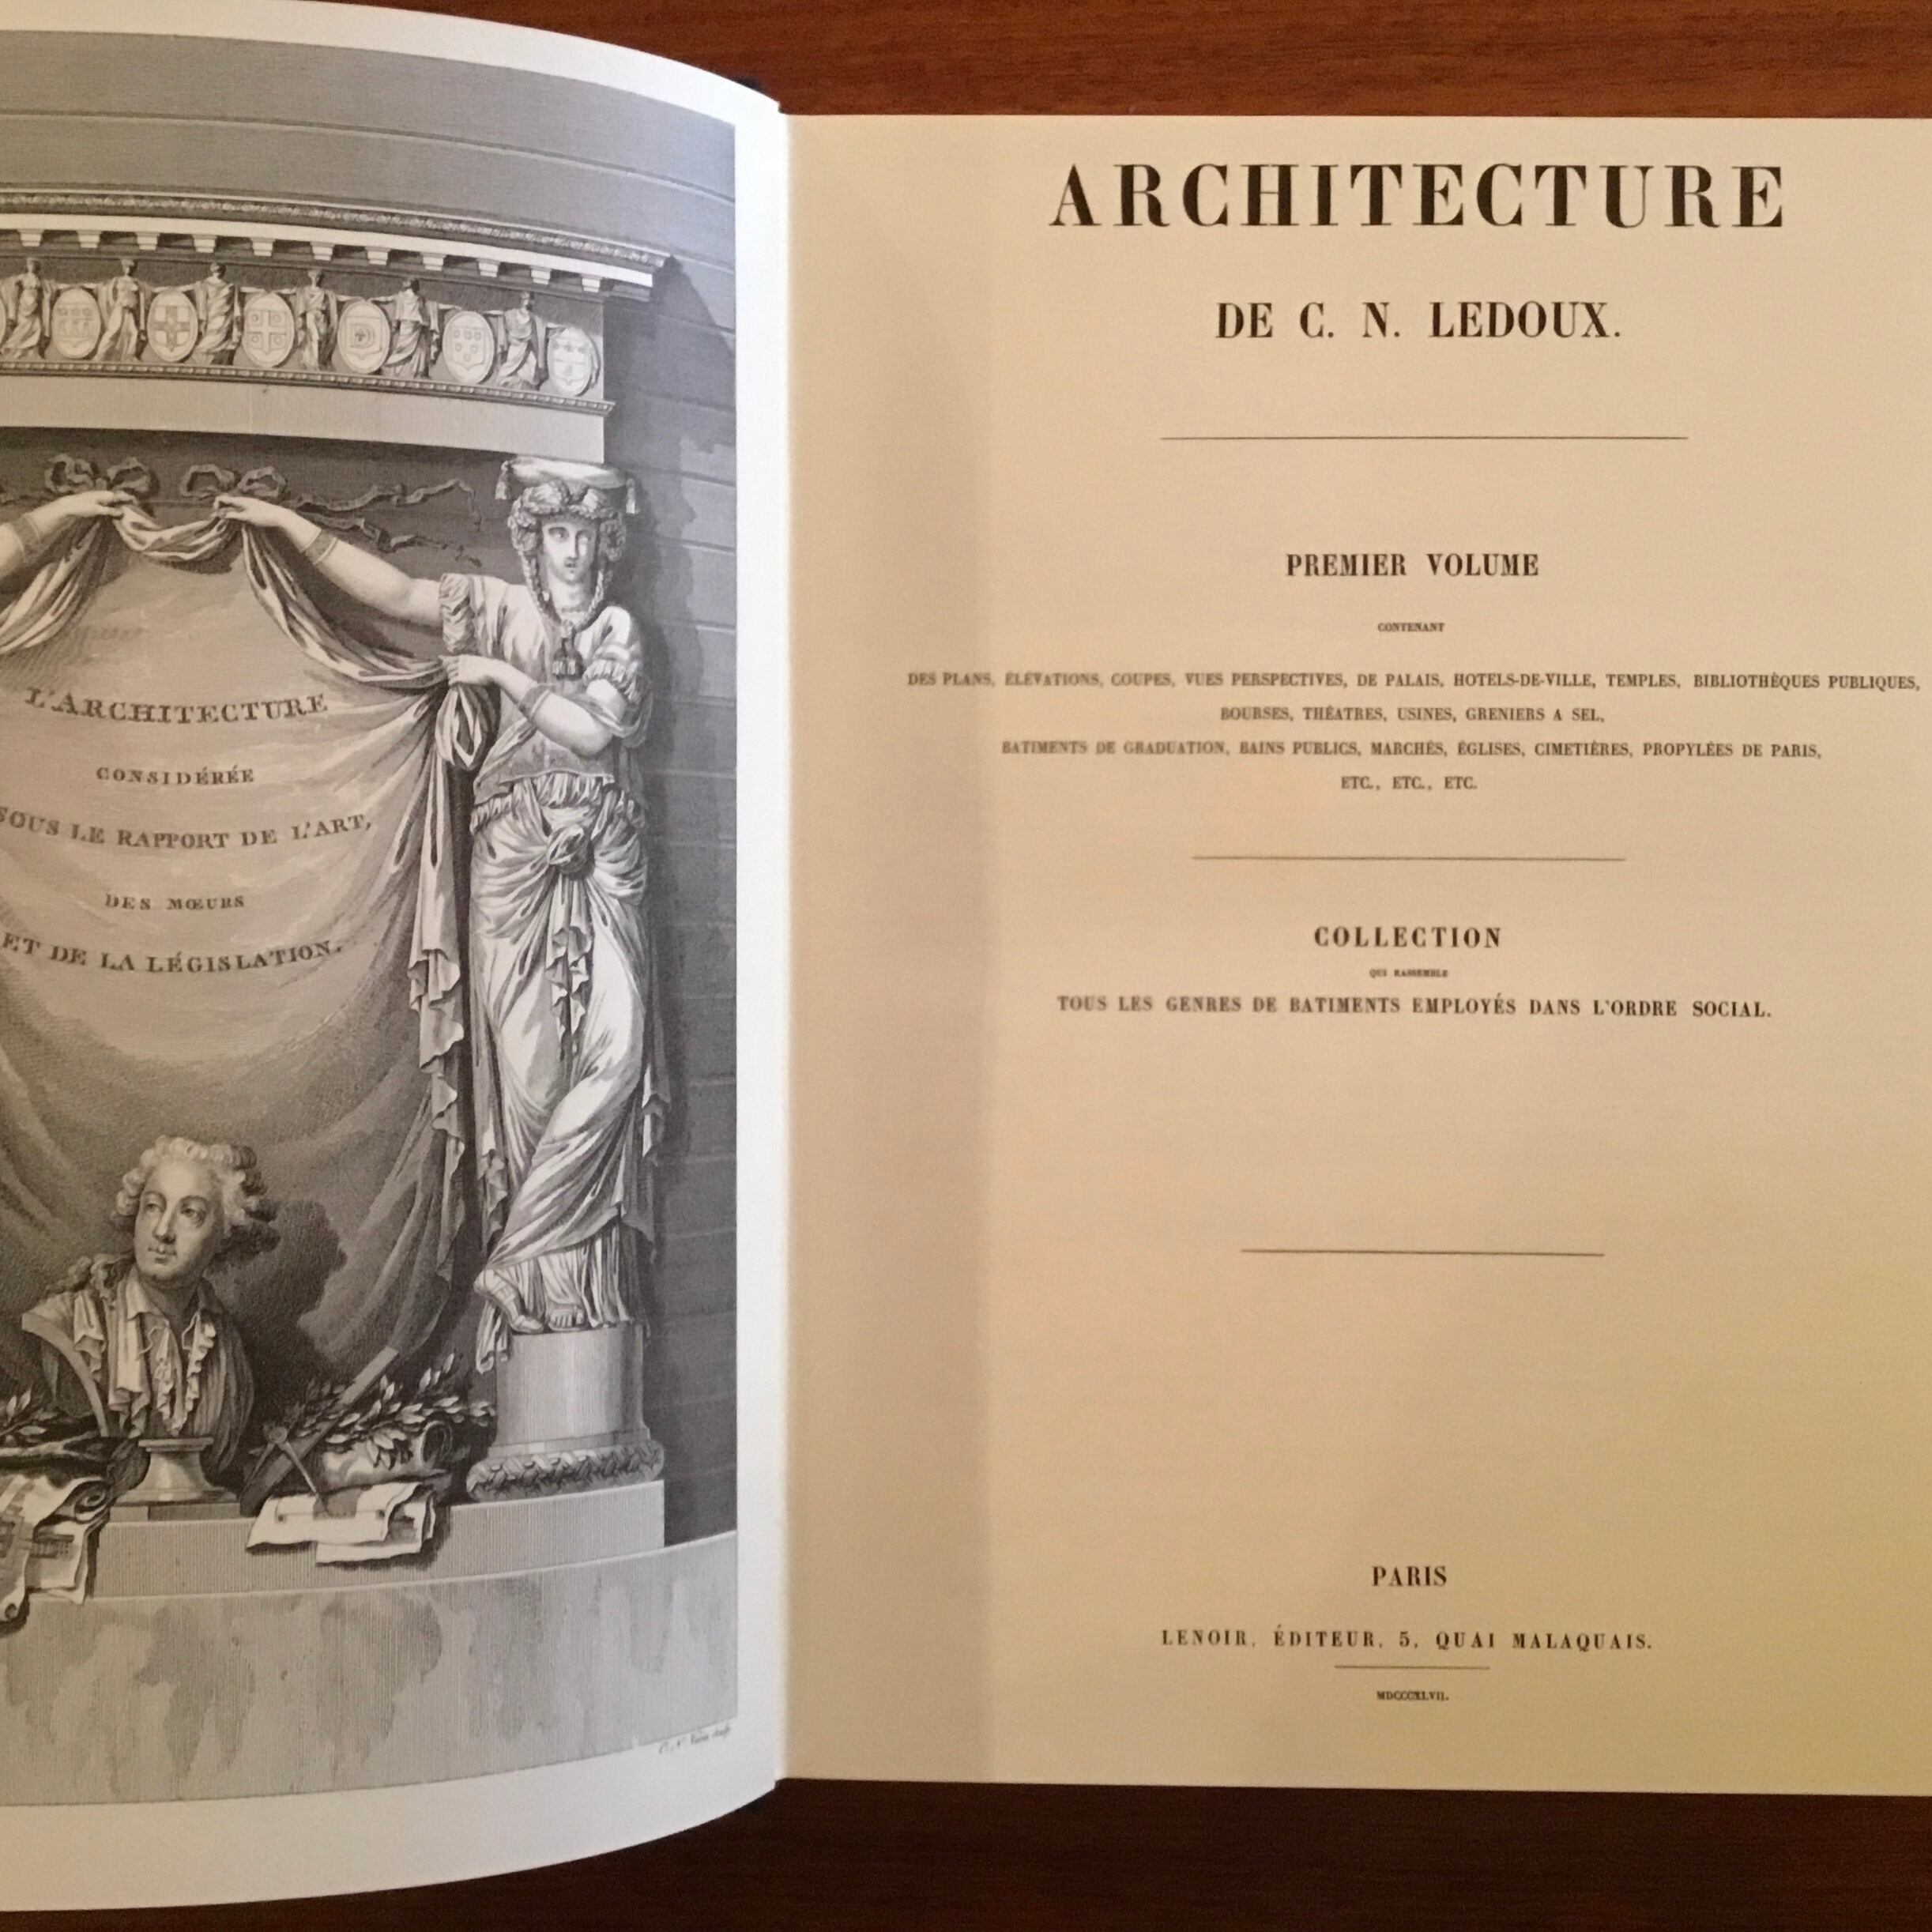 L'ARCHITECTURE
CONSIDÉRÉE
SOUS LE RAPPORT DE L'ART,
DES MŒURS
ET DE LA LÉGISLATION.
ARCHITECTURE
DE C. N. LEDOUX.
PREMIER VOLUME
CONTENANT
DES PLANS, ÉLÉVATIONS, COUPES, VUES PERSPECTIVES, DE PALAIS, HOTELS-DE-VILLE, TEMPLES, BIBLIOTHÈQUES PUBLIQUES,
BOURSES, THÉATRES, USINES, GRENIERS A SEL,
BATIMENTS DE GRADUATION, BAINS PUBLICS, MARCHÉS, ÉGLISES, CIMETIÈRES, PROPYLÉES DE PARIS,
ETC., ETC., ETC.
COLLECTION
QUI RASSEMBLE
TOUS LES GENRES DE BATIMENTS EMPLOYÉS DANS L'ORDRE SOCIAL.
PARIS
LENOIR, ÉDITEUR, 5, QUAI MALAQUAIS.
MDCCCXLVII.